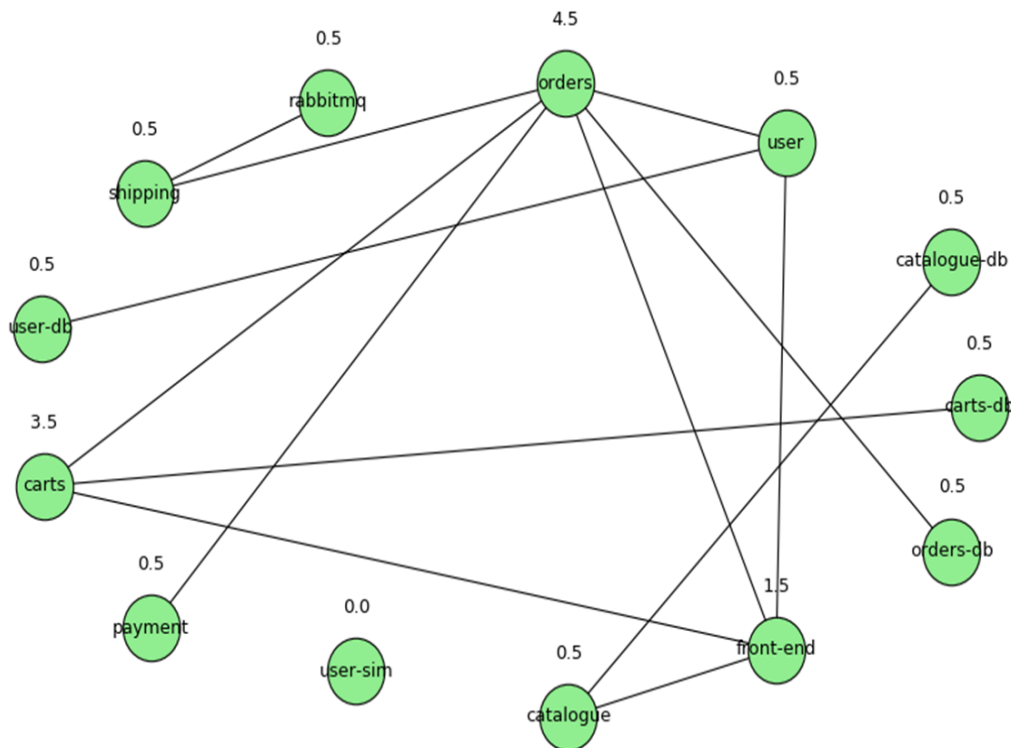 4.5
orders
0.5
rabbitmq
0.5
user
0.5
shipping
0.5
catalogue-db
0.5
user-db
0.5
carts-db
3.5
carts
0.5
orders-db
0.5
payment
1.5
front-end
0.0
user-sim
0.5
catalogue